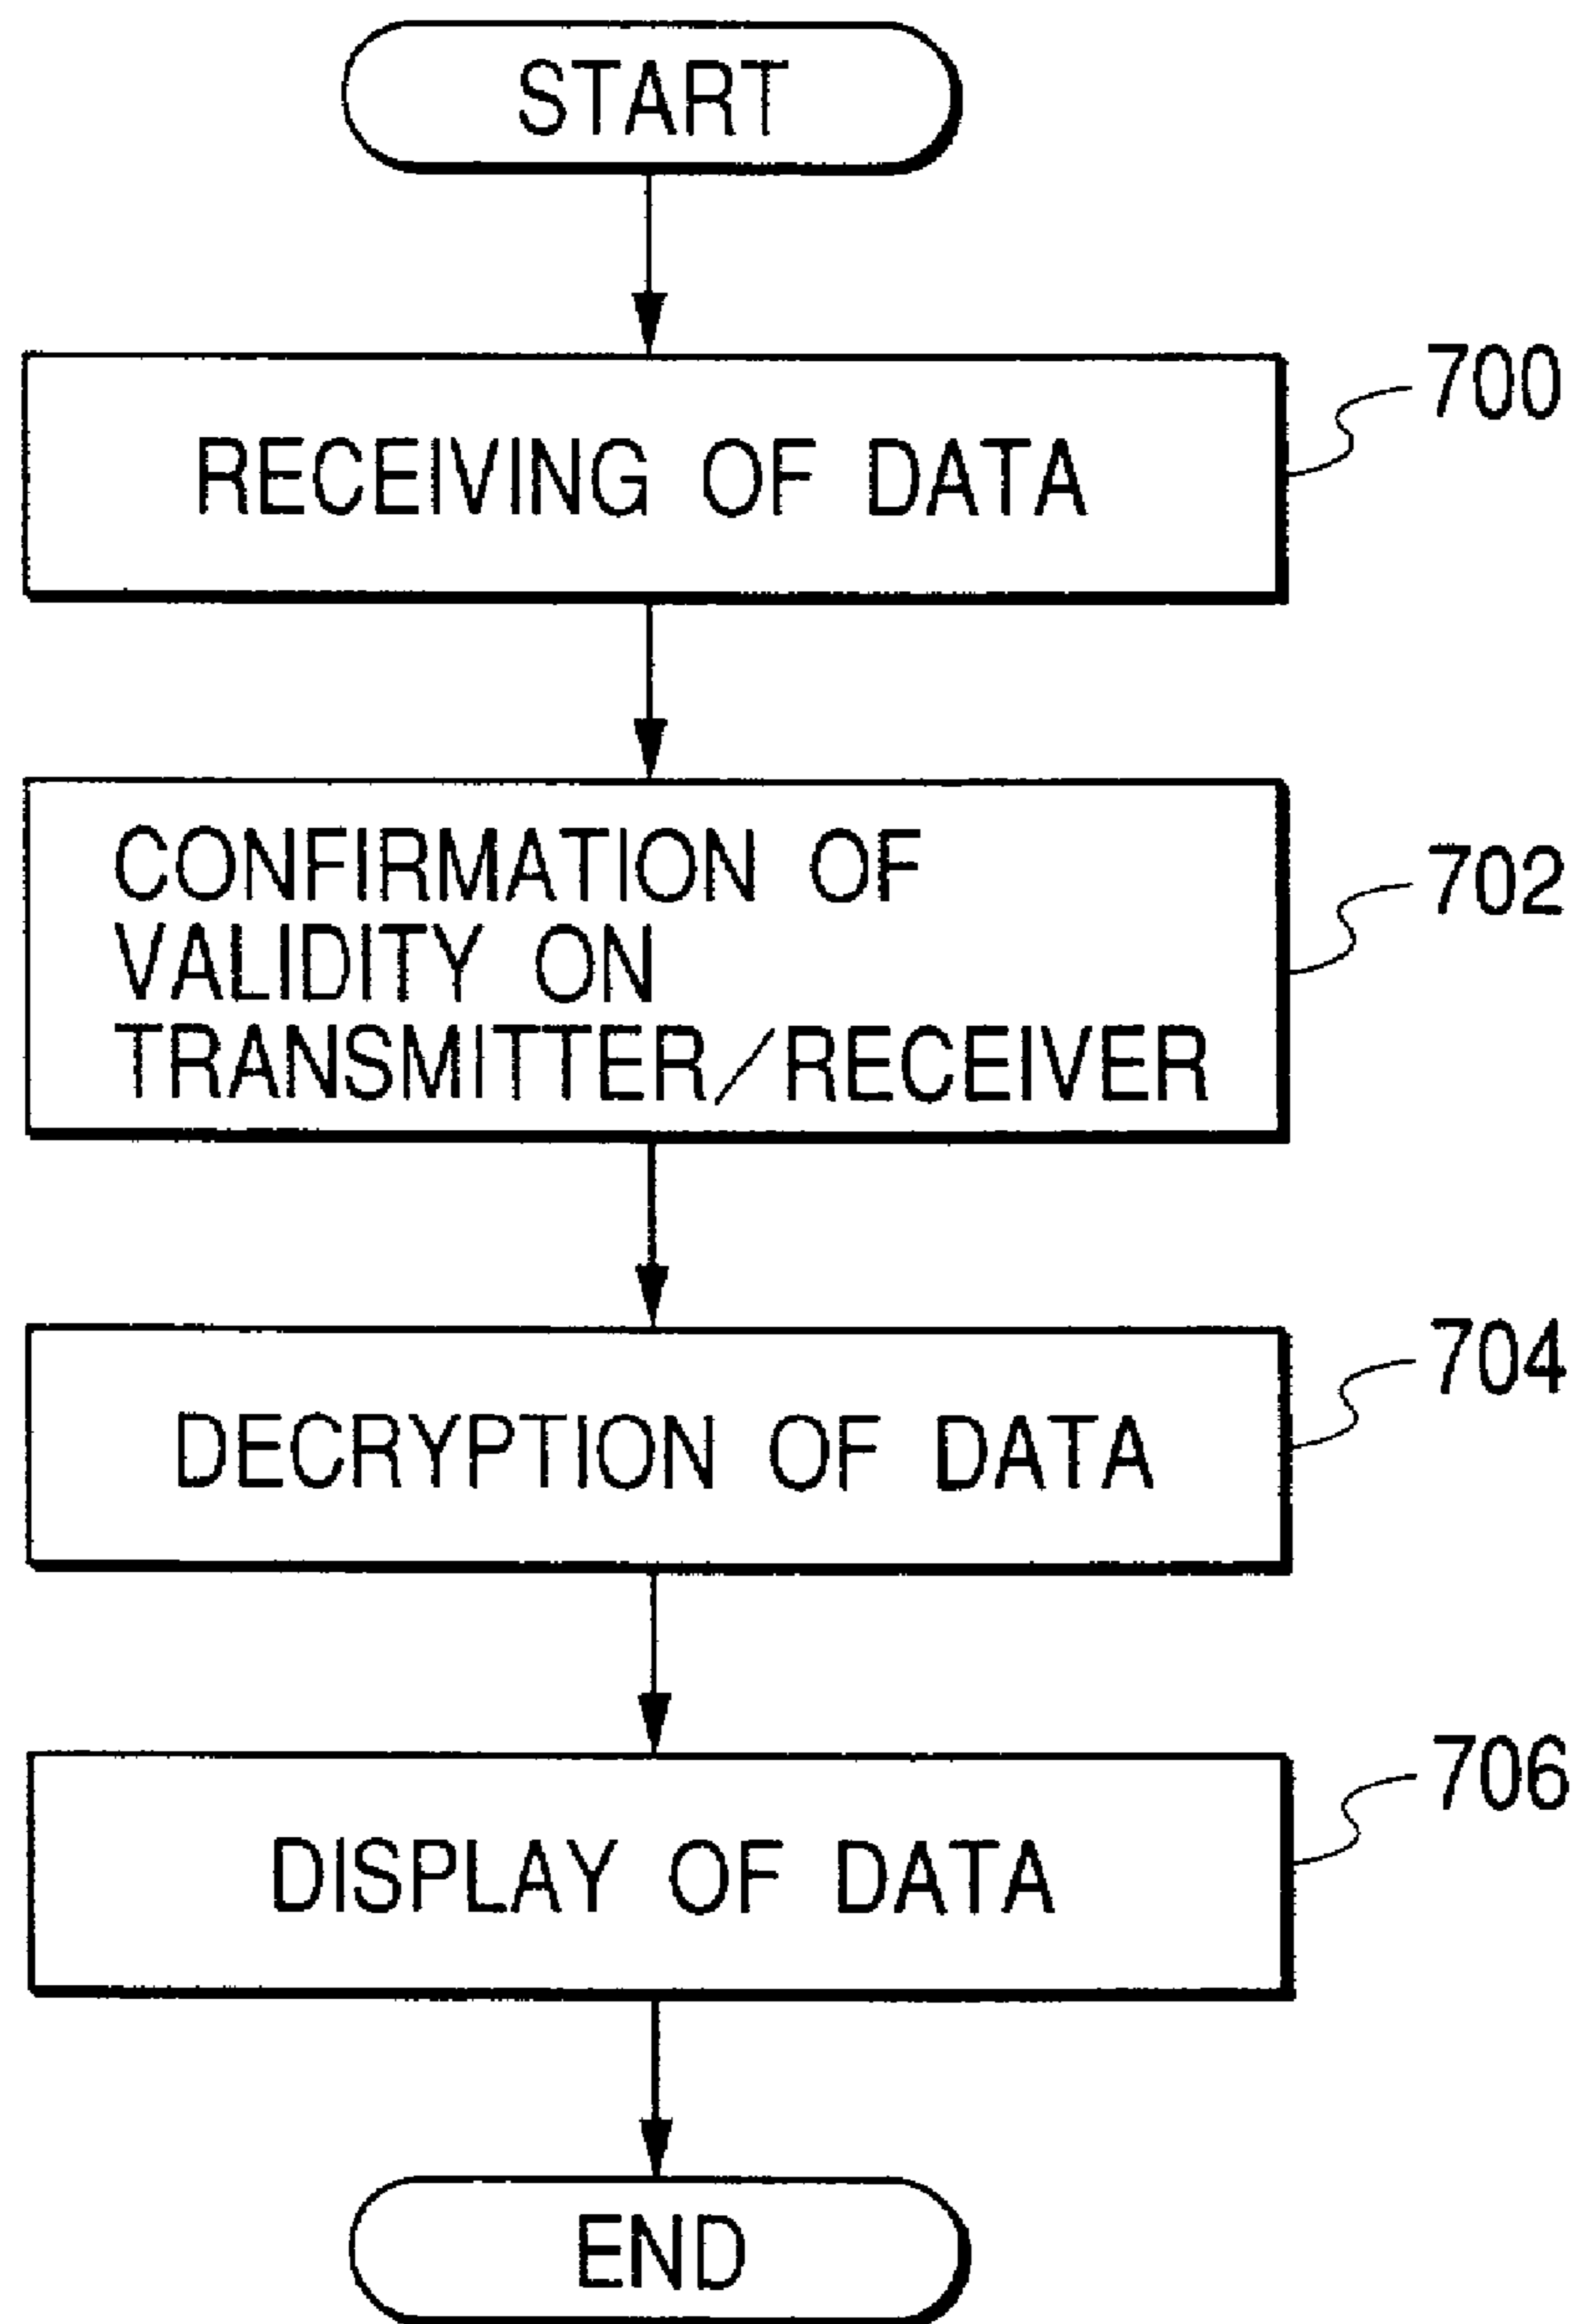 START
700
RECEIVING OF DATA
702
CONFIRMATION OF
VALIDITY ON
TRANSMITTER/RECEIVER
704
DECRYPTION OF DATA
706
DISPLAY OF DATA
END